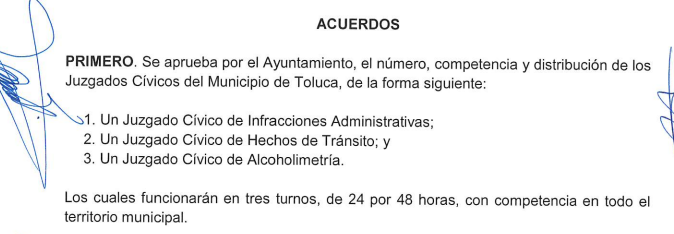 ACUERDOS
PRIMERO. Se aprueba por el Ayuntamiento, el número, competencia y distribución de los
Juzgados Cívicos del Municipio de Toluca, de la forma siguiente:
1. Un Juzgado Cívico de Infracciones Administrativas;
2. Un Juzgado Cívico de Hechos de Tránsito; y
3. Un Juzgado Cívico de Alcoholimetría.
Los cuales funcionarán en tres turnos, de 24 por 48 horas, con competencia en todo el
territorio municipal.